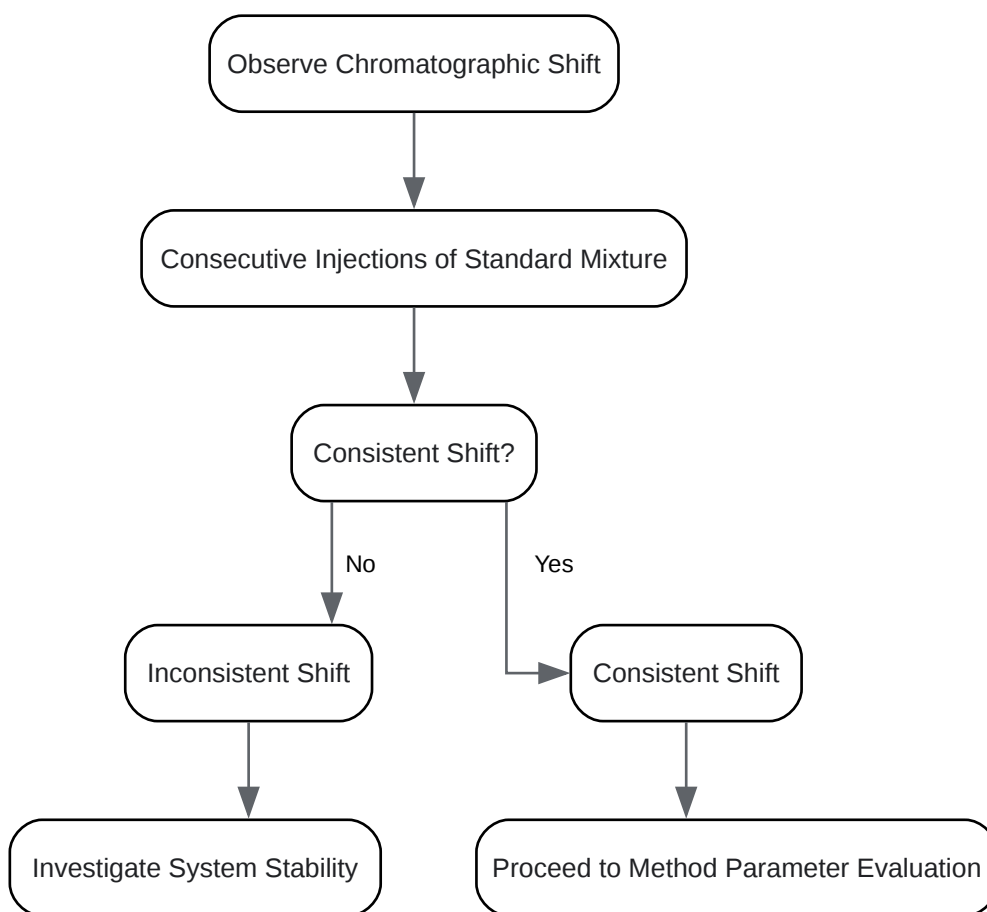 Observe Chromatographic Shift
Consecutive Injections of Standard Mixture
Consistent Shift?
No
Yes
Inconsistent Shift
Consistent Shift
Investigate System Stability
Proceed to Method Parameter Evaluation